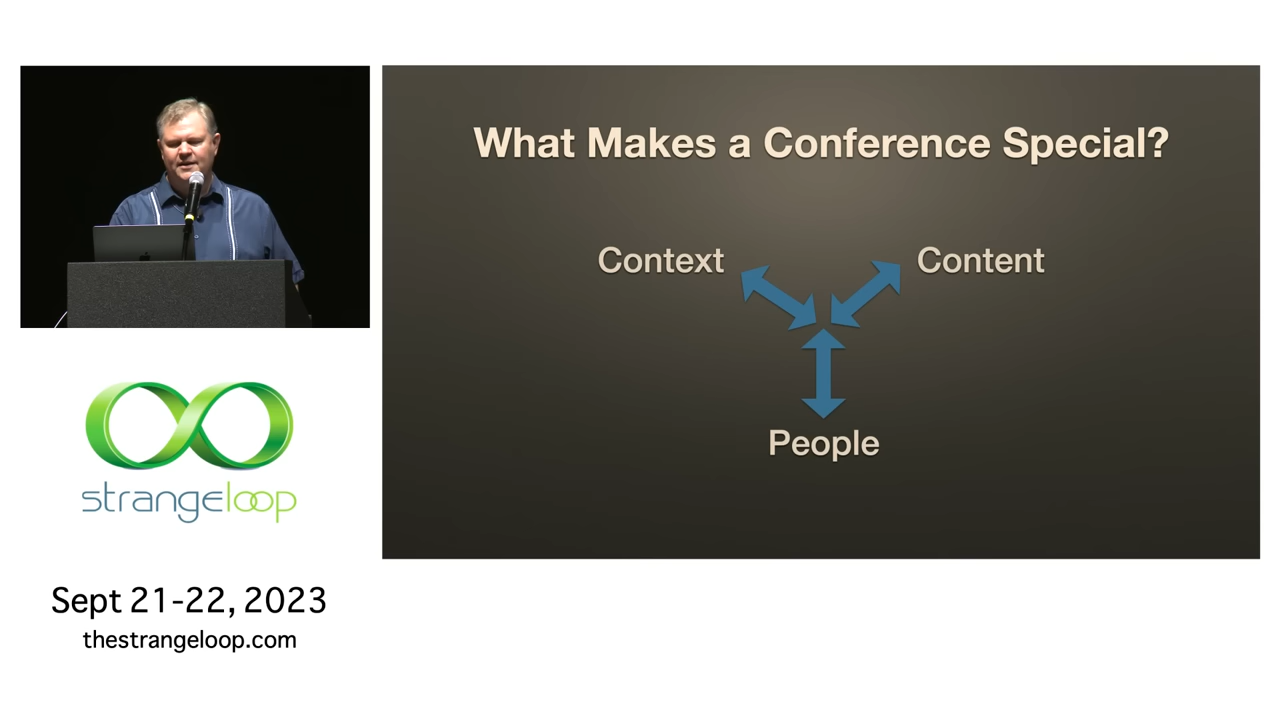 What Makes a Conference Special?
Context
Content
People
strangeloop
Sept 21-22, 2023
thestrangeloop.com